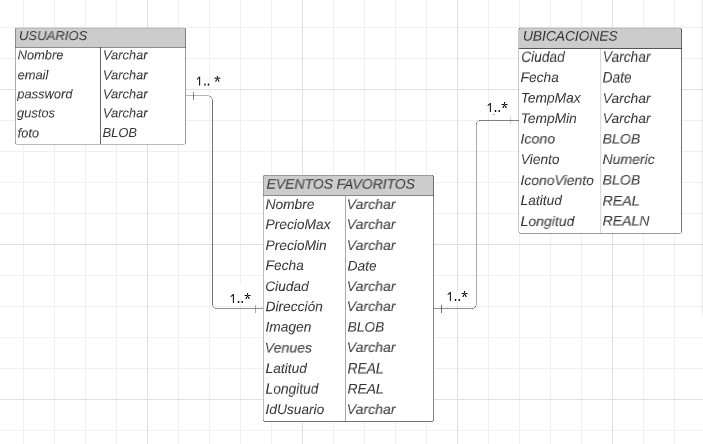 USUARIOS
Nombre Varchar
email Varchar
password Varchar
gustos Varchar
foto BLOB
1.. *
1..*
EVENTOS FAVORITOS
Nombre Varchar
PrecioMax Varchar
PrecioMin Varchar
Fecha Date
Ciudad Varchar
Dirección Varchar
Imagen BLOB
Venues Varchar
Latitud REAL
Longitud REAL
IdUsuario Varchar
1..*
1..*
UBICACIONES
Ciudad Varchar
Fecha Date
TempMax Varchar
TempMin Varchar
Icono BLOB
Viento Numeric
IconoViento BLOB
Latitud REAL
Longitud REALN